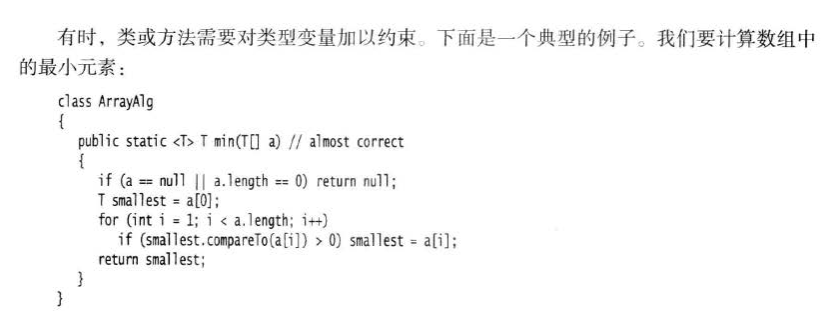 有时，类或方法需要对类型变量加以约束。下面是一个典型的例子。我们要计算数组中
的最小元素：
class ArrayAlg
{
public static <T> T min(T[] a) // almost correct
{
if (a == null || a.length == 0) return null;
T smallest = a[0];
for (int i = 1; i < a.length; i++)
if (smallest.compareTo(a[i]) > 0) smallest = a[i];
return smallest;
}
}